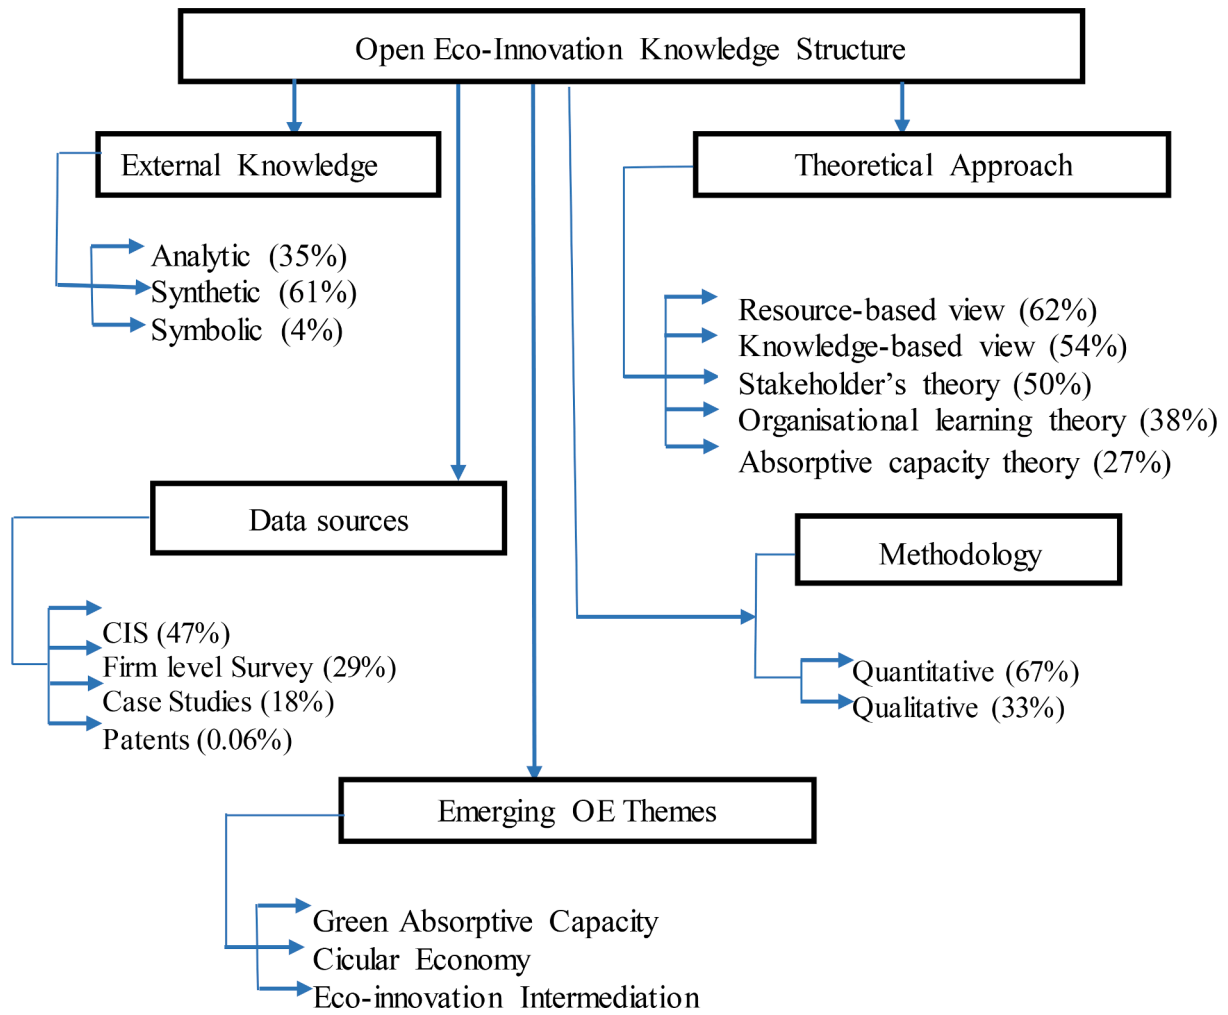 Open Eco-Innovation Knowledge Structure
External Knowledge
Analytic (35%)
Synthetic (61%)
Symbolic (4%)
Theoretical Approach
Resource-based view (62%)
Knowledge-based view (54%)
Stakeholder’s theory (50%)
Organisational learning theory (38%)
Absorptive capacity theory (27%)
Data sources
CIS (47%)
Firm level Survey (29%)
Case Studies (18%)
Patents (0.06%)
Methodology
Quantitative (67%)
Qualitative (33%)
Emerging OE Themes
Green Absorptive Capacity
Cicular Economy
Eco-innovation Intermediation